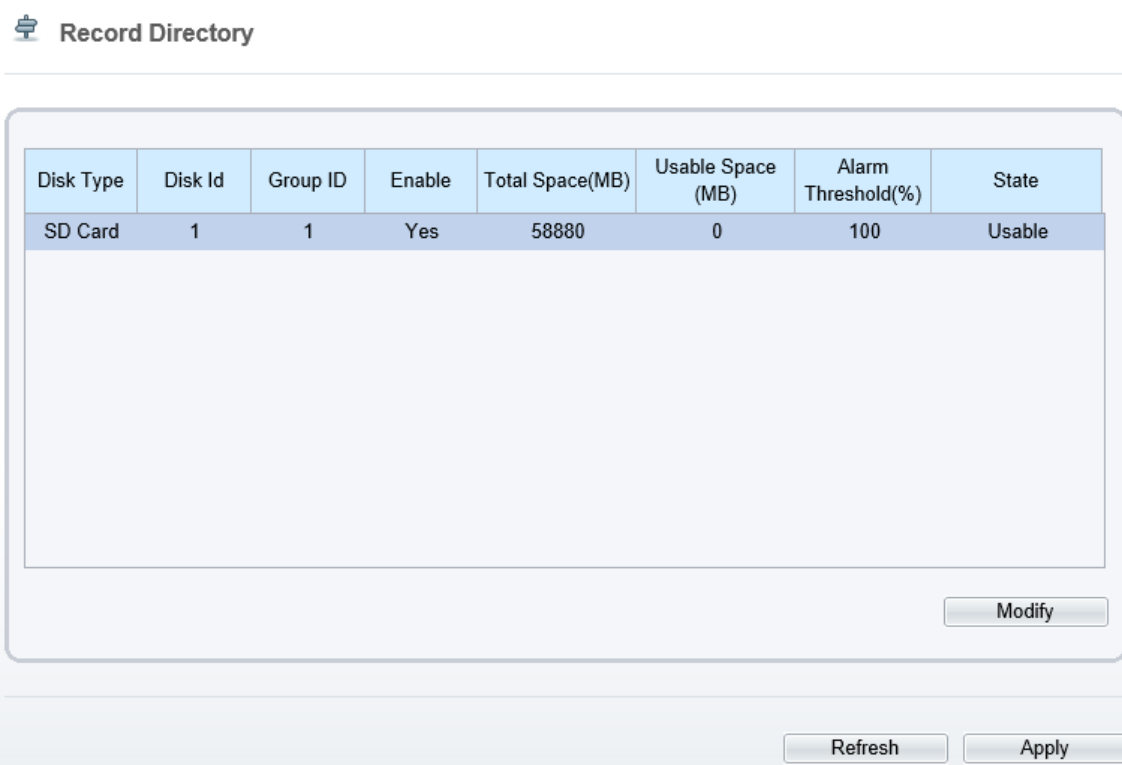 Record Directory
Disk Type Disk Id Group ID Enable Total Space(MB) Usable Space (MB) Alarm Threshold(%) State
SD Card 1 1 Yes 58880 0 100 Usable
Modify
Refresh Apply